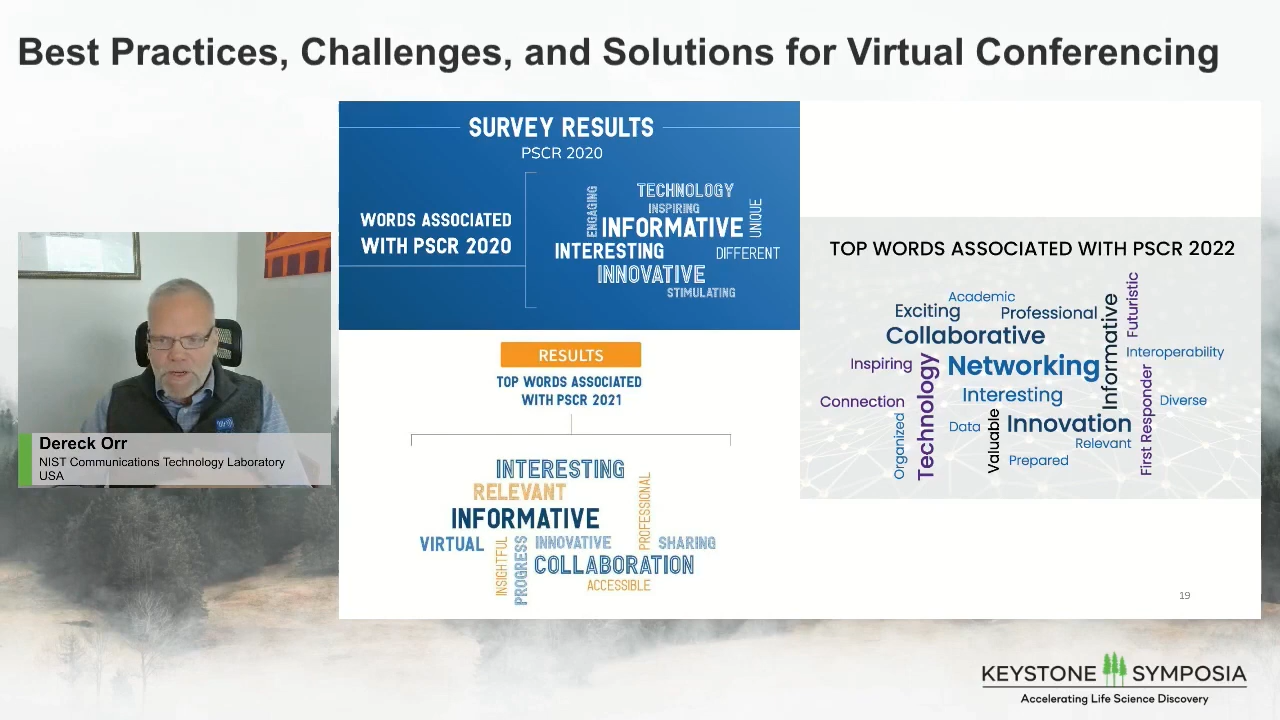 Best Practices, Challenges, and Solutions for Virtual Conferencing
SURVEY RESULTS
PSCR 2020
WORDS ASSOCIATED
WITH PSCR 2020
ENGAGING
TECHNOLOGY
INSPIRING
UNIQUE
INFORMATIVE
INTERESTING
DIFFERENT
INNOVATIVE
STIMULATING
RESULTS
TOP WORDS ASSOCIATED
WITH PSCR 2021
INTERESTING
RELEVANT
PROFESSIONAL
INFORMATIVE
VIRTUAL
INSIGHTFUL
PROGRESS
INNOVATIVE
SHARING
COLLABORATION
ACCESSIBLE
TOP WORDS ASSOCIATED WITH PSCR 2022
Academic
Exciting
Professional
Informative
Futuristic
Collaborative
Interoperability
Inspiring
Technology
Networking
Interesting
First Responder
Diverse
Connection
Organized
Data
Valuable
Innovation
Relevant
Prepared
19
Dereck Orr
NIST Communications Technology Laboratory
USA
KEYSTONE SYMPOSIA
Accelerating Life Science Discovery